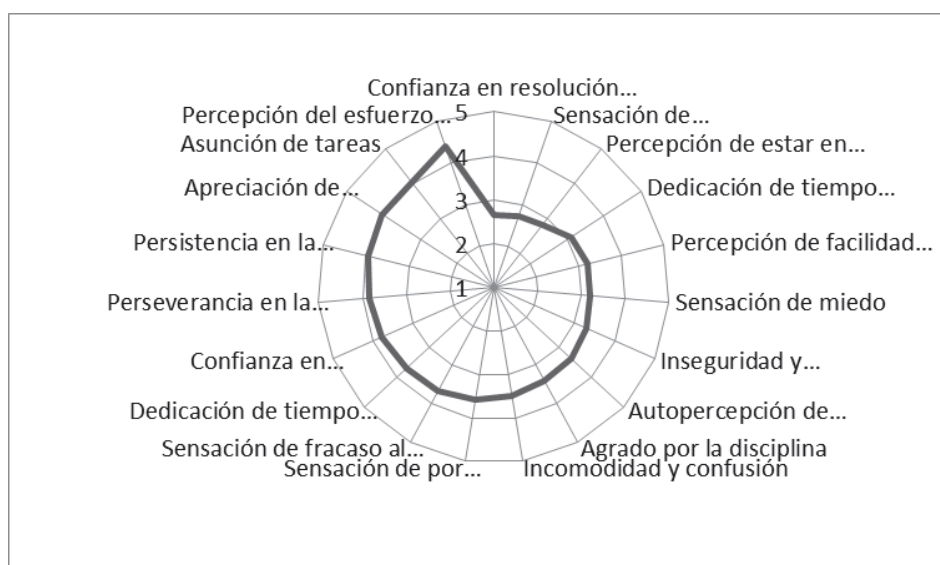 Confianza en resolución...
Percepción del esfuerzo...
5
Sensación de...
Asunción de tareas
Percepción de estar en...
4
Apreciación de...
Dedicación de tiempo...
3
Persistencia en la...
Percepción de facilidad...
2
1
Perseverancia en la...
Sensación de miedo
Confianza en...
Inseguridad y...
Dedicación de tiempo...
Autopercepción de...
Sensación de fracaso al...
Agrado por la disciplina
Sensación de por...
Incomodidad y confusión